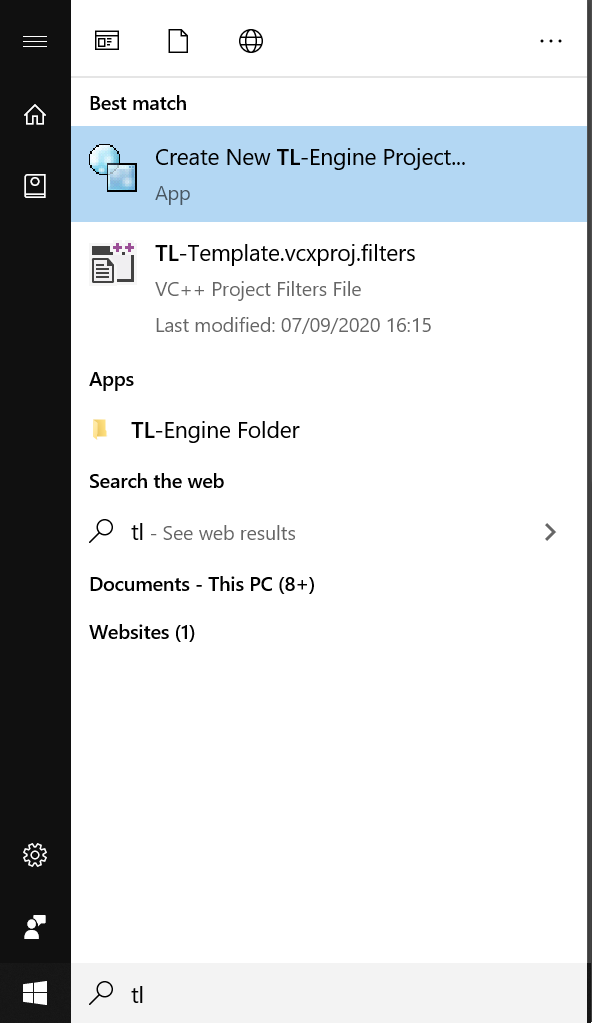 Best match
Create New TL-Engine Project...
App
TL-Template.vcxproj.filters
VC++ Project Filters File
Last modified: 07/09/2020 16:15
Apps
TL-Engine Folder
Search the web
tl - See web results
Documents - This PC (8+)
Websites (1)
tl